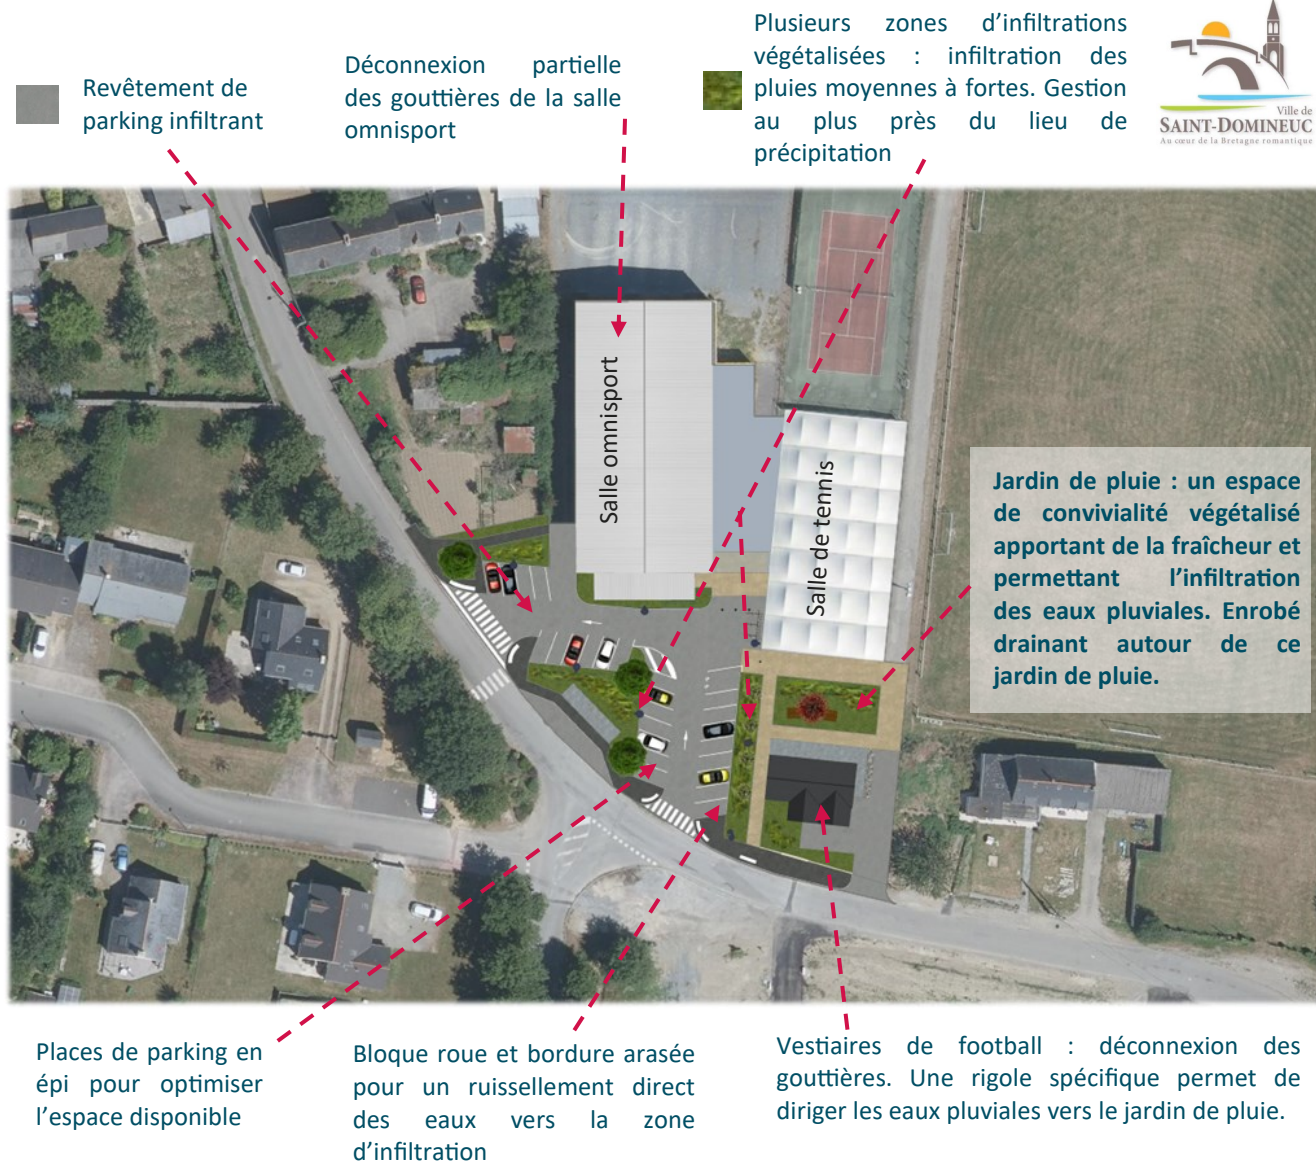 Revêtement de
parking infiltrant
Déconnexion partielle
des gouttières de la salle
omnisport
Plusieurs zones d’infiltrations
végétalisées : infiltration des
pluies moyennes à fortes. Gestion
au plus près du lieu de
précipitation
Ville de
SAINT-DOMINEUC
Au cœur de la Bretagne romantique
Salle omnisport
Salle de tennis
Jardin de pluie : un espace
de convivialité végétalisé
apportant de la fraîcheur et
permettant l’infiltration
des eaux pluviales. Enrobé
drainant autour de ce
jardin de pluie.
Places de parking en
épi pour optimiser
l’espace disponible
Bloque roue et bordure arasée
pour un ruissellement direct
des eaux vers la zone
d’infiltration
Vestiaires de football : déconnexion des
gouttières. Une rigole spécifique permet de
diriger les eaux pluviales vers le jardin de pluie.